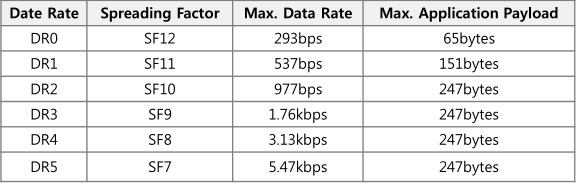 Date Rate Spreading Factor Max. Data Rate Max. Application Payload
DR0 SF12 293bps 65bytes
DR1 SF11 537bps 151bytes
DR2 SF10 977bps 247bytes
DR3 SF9 1.76kbps 247bytes
DR4 SF8 3.13kbps 247bytes
DR5 SF7 5.47kbps 247bytes